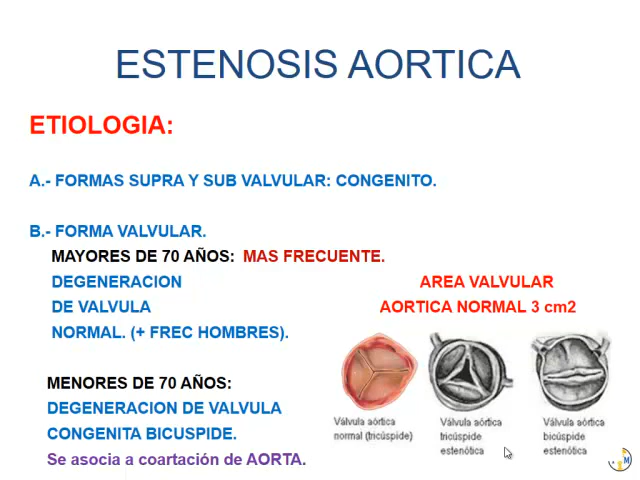 ESTENOSIS AORTICA
ETIOLOGIA:
A.- FORMAS SUPRA Y SUB VALVULAR: CONGENITO.
B.- FORMA VALVULAR.
MAYORES DE 70 AÑOS: MAS FRECUENTE.
DEGENERACION
DE VALVULA
NORMAL. (+ FREC HOMBRES).
AREA VALVULAR
AORTICA NORMAL 3 cm2
MENORES DE 70 AÑOS:
DEGENERACION DE VALVULA
CONGENITA BICUSPIDE.
Se asocia a coartación de AORTA.
Válvula aórtica
normal (tricúspide)
Válvula aórtica
tricúspide
estenótica
Válvula aórtica
bicúspide
estenótica